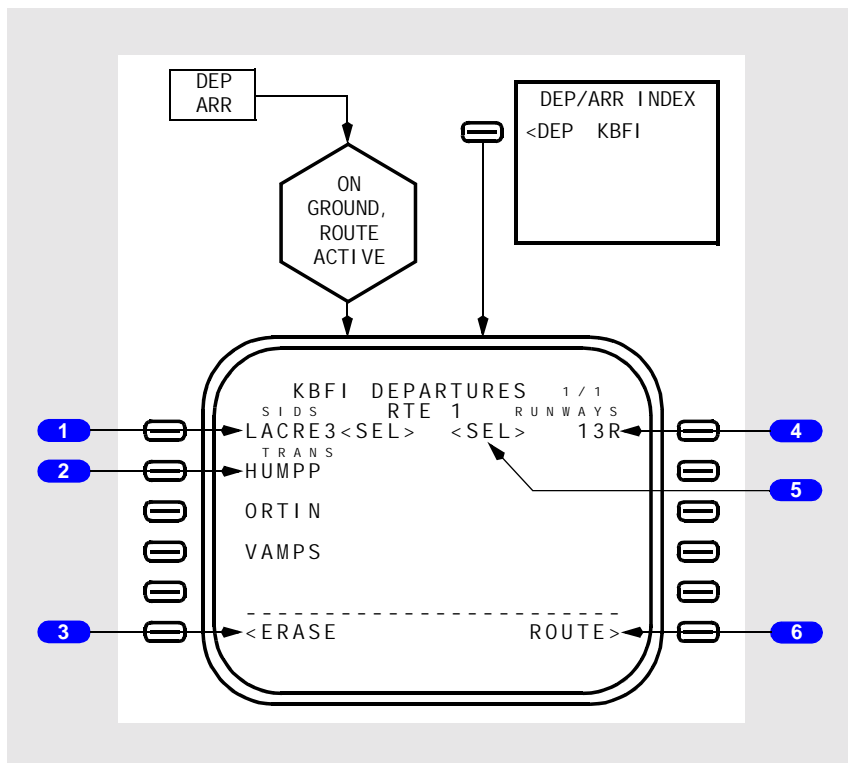 DEP
ARR
DEP/ARR INDEX
<DEP KBFI
ON
GROUND,
ROUTE
ACTIVE
KBFI DEPARTURES 1/1
SIDS RTE 1 RUNWAYS
1 LACRE3<SEL> <SEL> 13R 4
TRANS
2 HUMPP
5
ORTIN
VAMPS
3 <ERASE ROUTE> 6